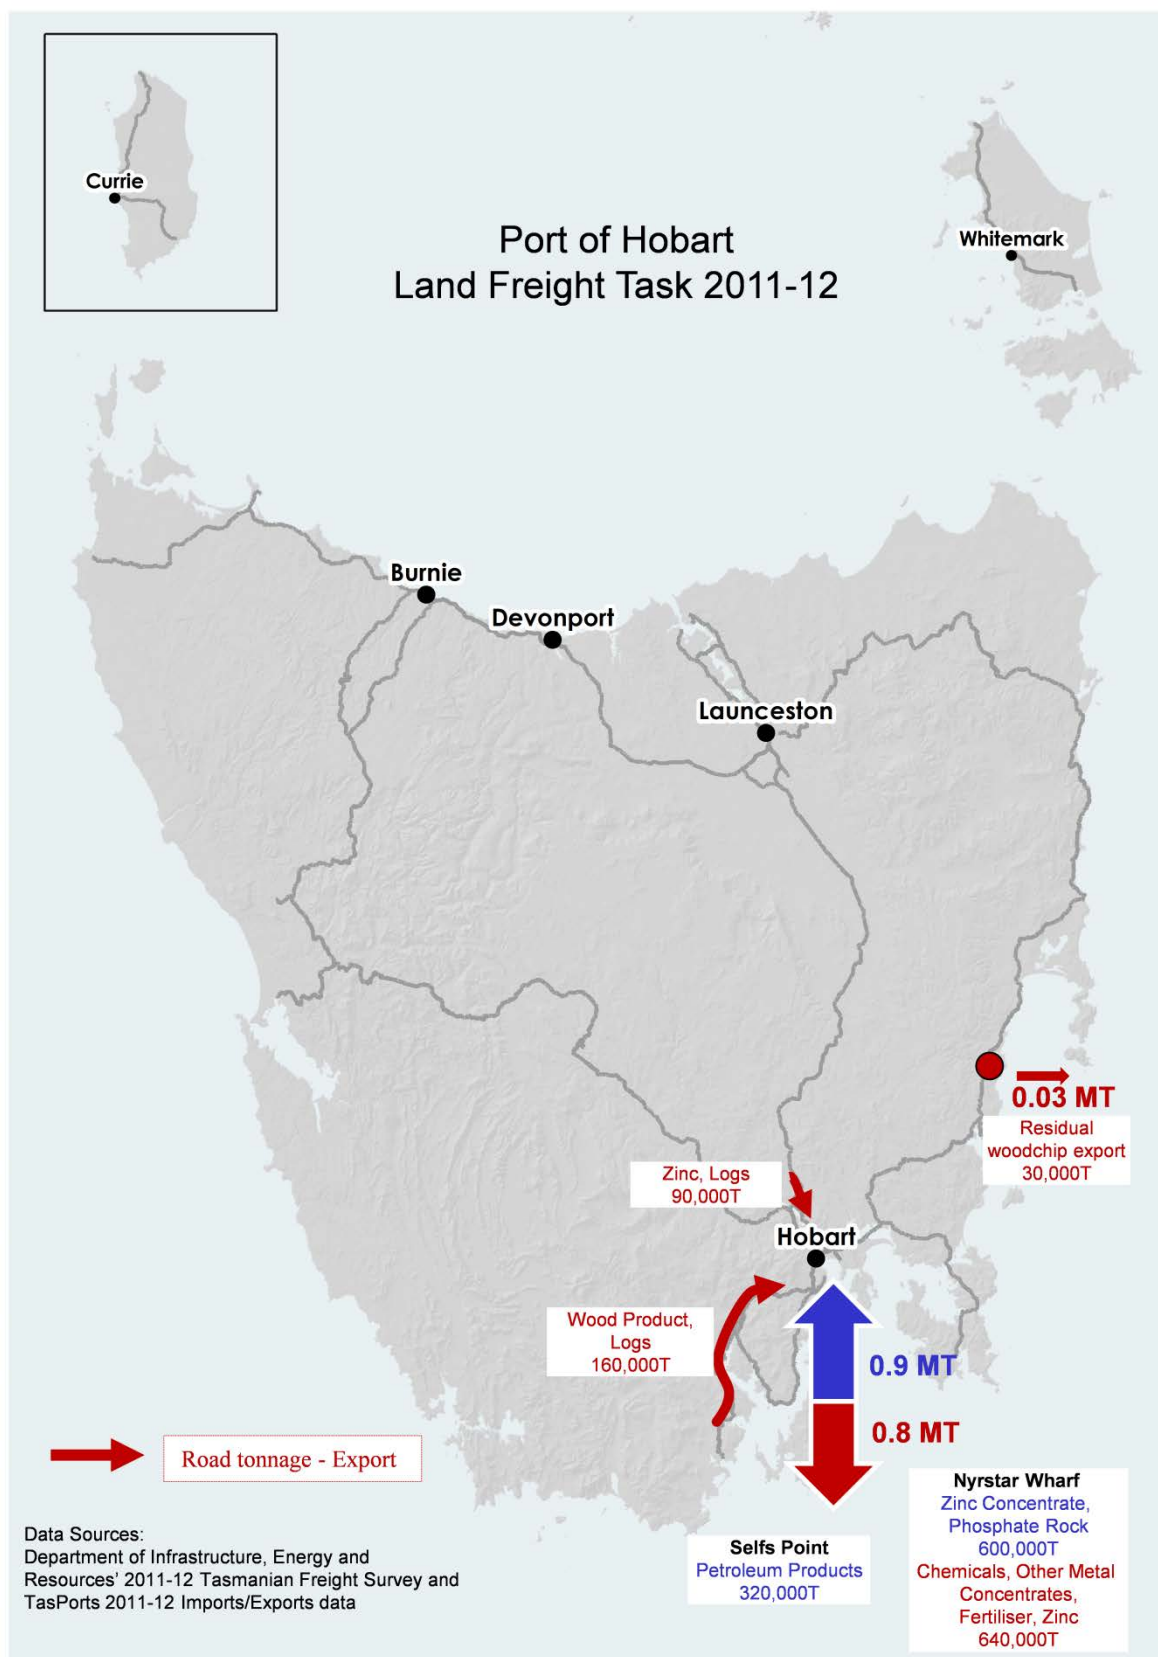 Currie
Port of Hobart
Land Freight Task 2011-12
Whitemark
Burnie
Devonport
Launceston
0.03 MT
Residual
woodchip export
30,000T
Zinc, Logs
90,000T
Hobart
Wood Product,
Logs
160,000T
0.9 MT
0.8 MT
Road tonnage - Export
Nyrstar Wharf
Zinc Concentrate,
Phosphate Rock
600,000T
Chemicals, Other Metal
Concentrates,
Fertiliser, Zinc
640,000T
Selfs Point
Petroleum Products
320,000T
Data Sources:
Department of Infrastructure, Energy and
Resources' 2011-12 Tasmanian Freight Survey and
TasPorts 2011-12 Imports/Exports data